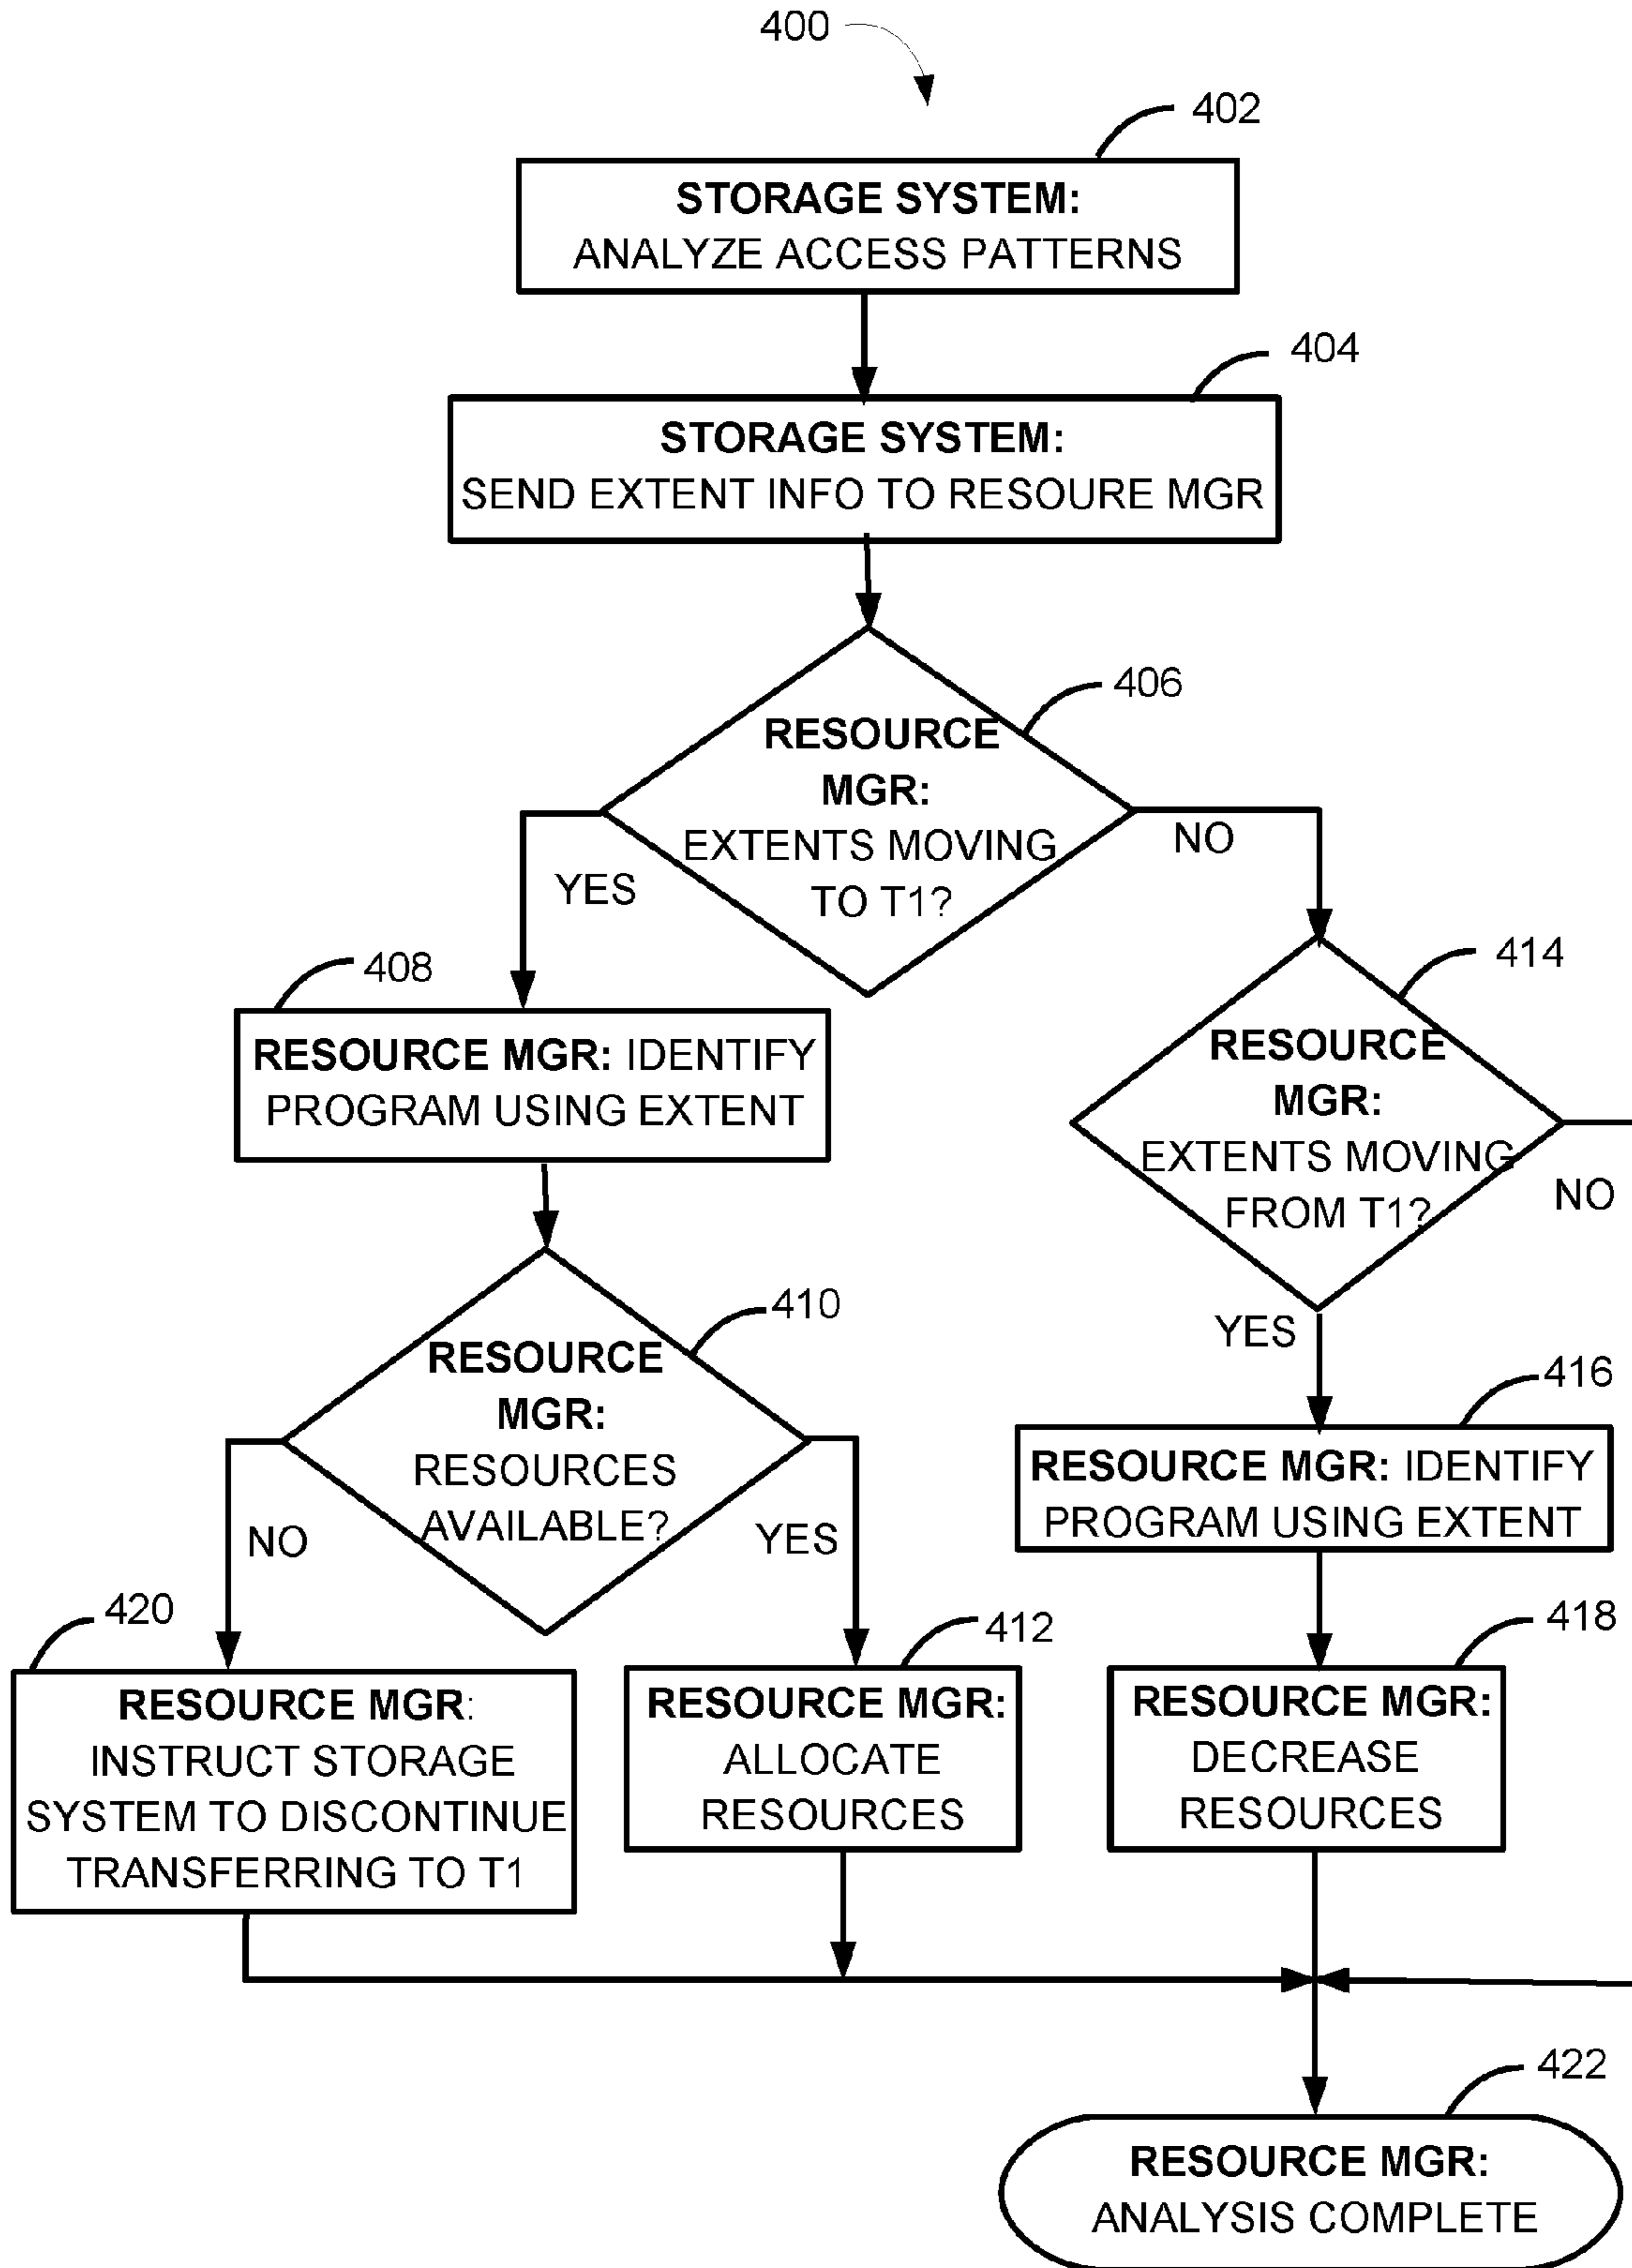 400
402
STORAGE SYSTEM:
ANALYZE ACCESS PATTERNS
404
STORAGE SYSTEM:
SEND EXTENT INFO TO RESOURE MGR
406
RESOURCE
MGR:
EXTENTS MOVING
TO T1?
YES
NO
408
RESOURCE MGR: IDENTIFY
PROGRAM USING EXTENT
414
RESOURCE
MGR:
EXTENTS MOVING
FROM T1?
NO
YES
410
RESOURCE
MGR:
RESOURCES
AVAILABLE?
NO
YES
416
RESOURCE MGR: IDENTIFY
PROGRAM USING EXTENT
420
RESOURCE MGR:
INSTRUCT STORAGE
SYSTEM TO DISCONTINUE
TRANSFERRING TO T1
412
RESOURCE MGR:
ALLOCATE
RESOURCES
418
RESOURCE MGR:
DECREASE
RESOURCES
422
RESOURCE MGR:
ANALYSIS COMPLETE